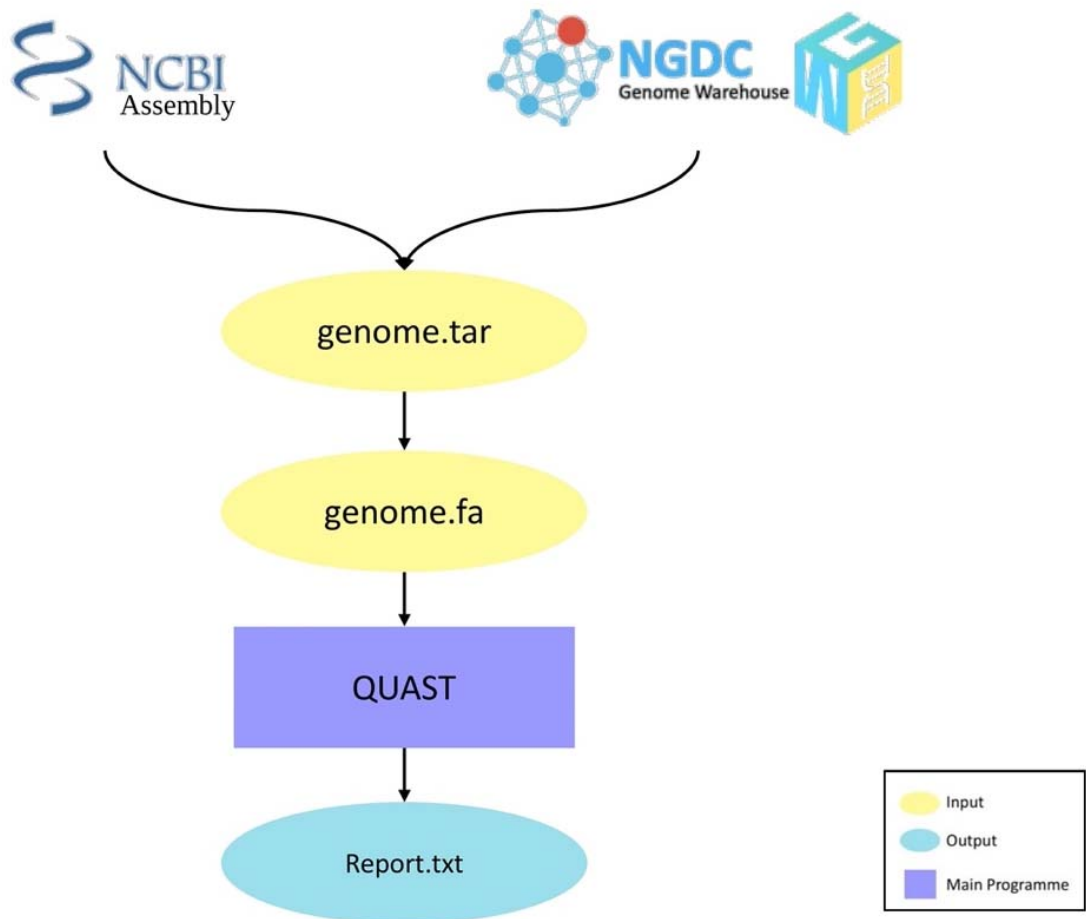 NCBI
Assembly
NGDC
Genome Warehouse
genome.tar
genome.fa
QUAST
Report.txt
Input
Output
Main Programme